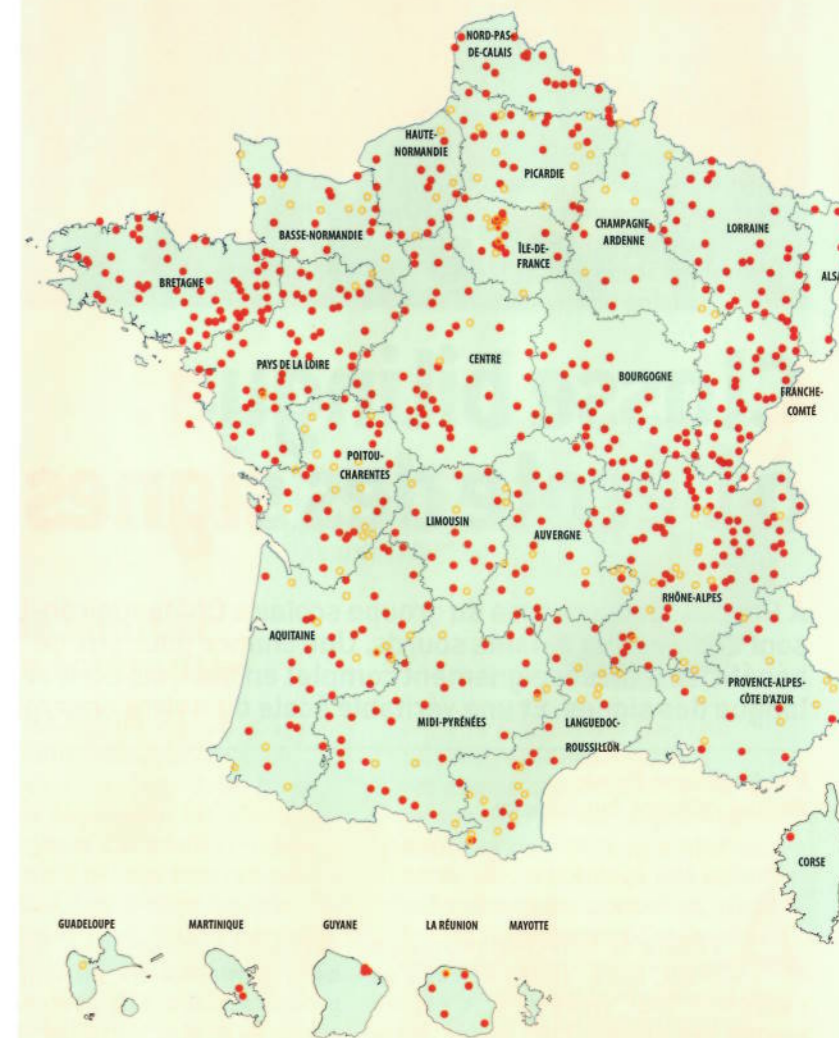 NORD-PAS-
DE-CALAIS
HAUTE-
NORMANDIE
PICARDIE
BASSE-NORMANDIE
ÎLE-DE-
FRANCE
CHAMPAGNE
ARDENNE
LORRAINE
ALSA
BRETAGNE
PAYS DE LA LOIRE
CENTRE
BOURGOGNE
FRANCHE-
COMTÉ
POITOU-
CHARENTES
LIMOUSIN
AUVERGNE
RHÔNE-ALPES
AQUITAINE
MIDI-PYRÉNÉES
LANGUEDOC-
ROUSSILLON
PROVENCE-ALPES-
CÔTE D'AZUR
CORSE
GUADELOUPE
MARTINIQUE
GUYANE
LA RÉUNION
MAYOTTE